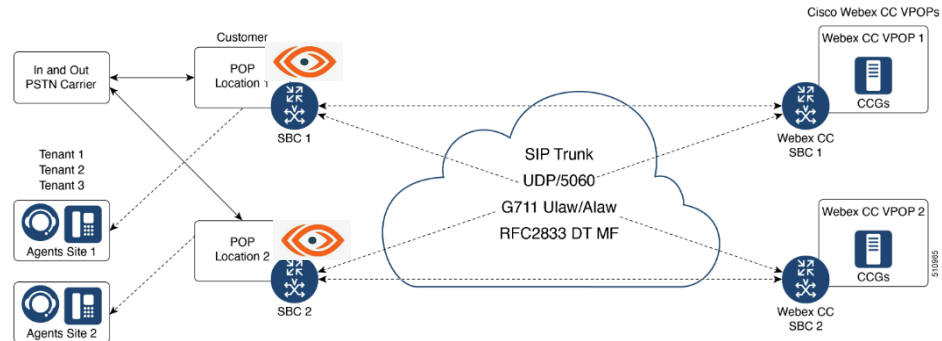 Cisco Webex CC VPOPs
Customer
In and Out
PSTN Carrier
POP
Location 1
SBC 1
Webex CC VPOP 1
CCGs
Webex CC
SBC 1
SIP Trunk
UDP/5060
G711 Ulaw/Alaw
RFC2833 DT MF
Tenant 1
Tenant 2
Tenant 3
Agents Site 1
POP
Location 2
SBC 2
Webex CC VPOP 2
CCGs
Webex CC
SBC 2
Agents Site 2
510965